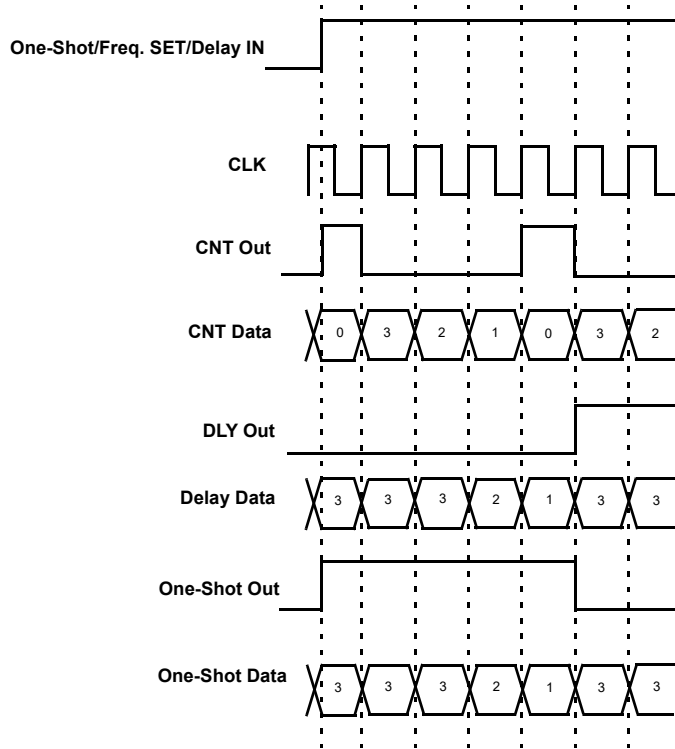 One-Shot/Freq. SET/Delay IN
CLK
CNT Out
CNT Data 0 3 2 1 0 3 2
DLY Out
Delay Data 3 3 3 2 1 3 3
One-Shot Out
One-Shot Data 3 3 3 2 1 3 3